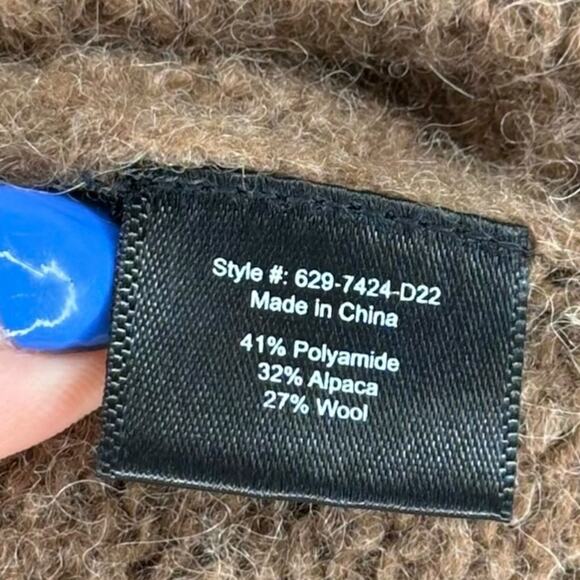 Style #: 629-7424-D22
Made in China
41% Polyamide
32% Alpaca
27% Wool